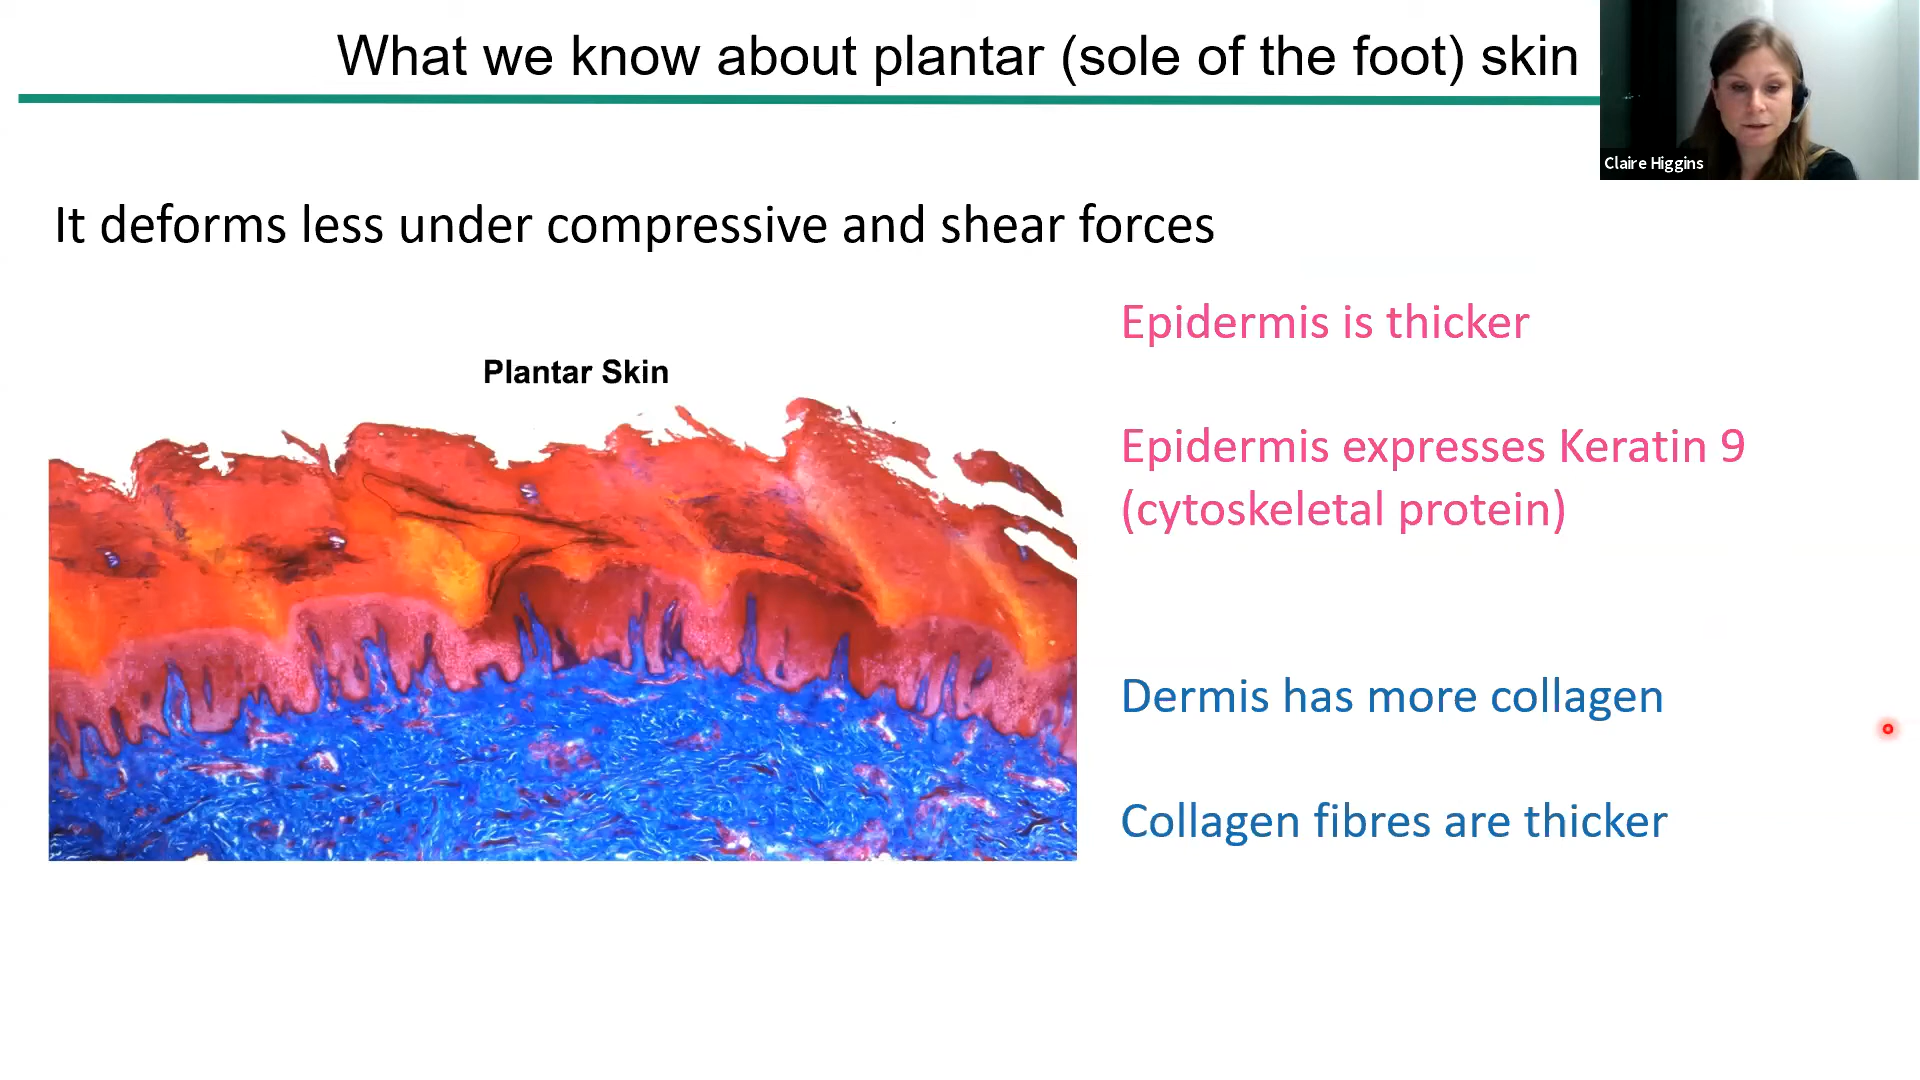 What we know about plantar (sole of the foot) skin
Claire Higgins
It deforms less under compressive and shear forces
Epidermis is thicker
Plantar Skin
Epidermis expresses Keratin 9
(cytoskeletal protein)
Dermis has more collagen
Collagen fibres are thicker